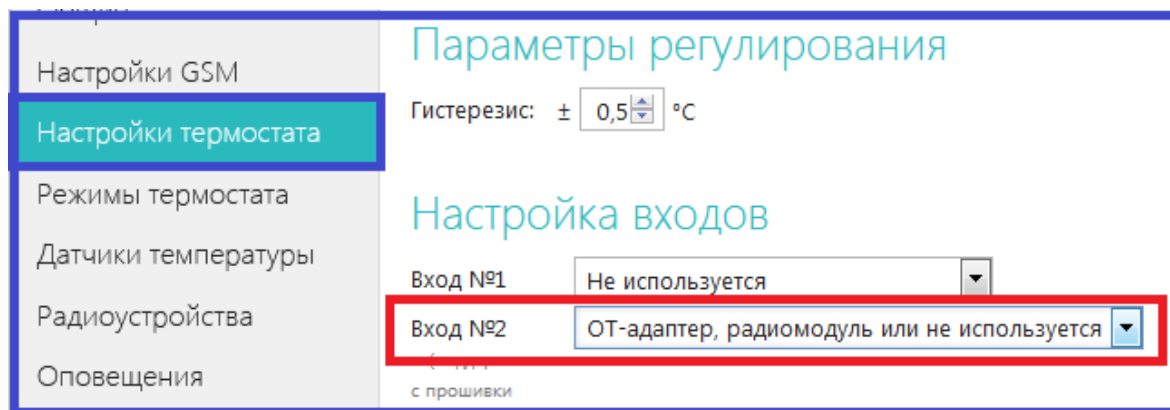 Настройки GSM
Настройки термостата
Режимы термостата
Датчики температуры
Радиоустройства
Оповещения
Параметры регулирования
Гистерезис: ± 0,5 °C
Настройка входов
Вход №1 Не используется
Вход №2 ОТ-адаптер, радиомодуль или не используется
с прошивки